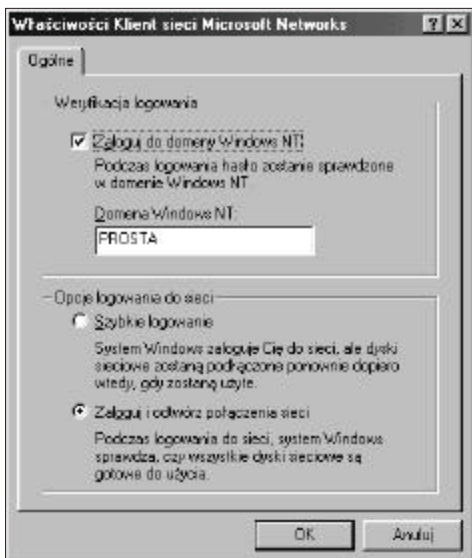 Właściwości Klient sieci Microsoft Networks
Ogólne
Weryfikacja logowania
Zaloguj do domeny Windows NT:
Podczas logowania hasło zostanie sprawdzone
w domenie Windows NT.
Domena Windows NT:
PROSTA
Opcje logowania do sieci
Szybkie logowanie
System Windows zaloguje Cię do sieci, ale dyski
sieciowe zostaną podłączone ponownie dopiero
wtedy, gdy zostaną użyte.
Zaloguj i odtwórz połączenia sieci
Podczas logowania do sieci, system Windows
sprawdza, czy wszystkie dyski sieciowe są
gotowe do użycia.
OK
Anuluj